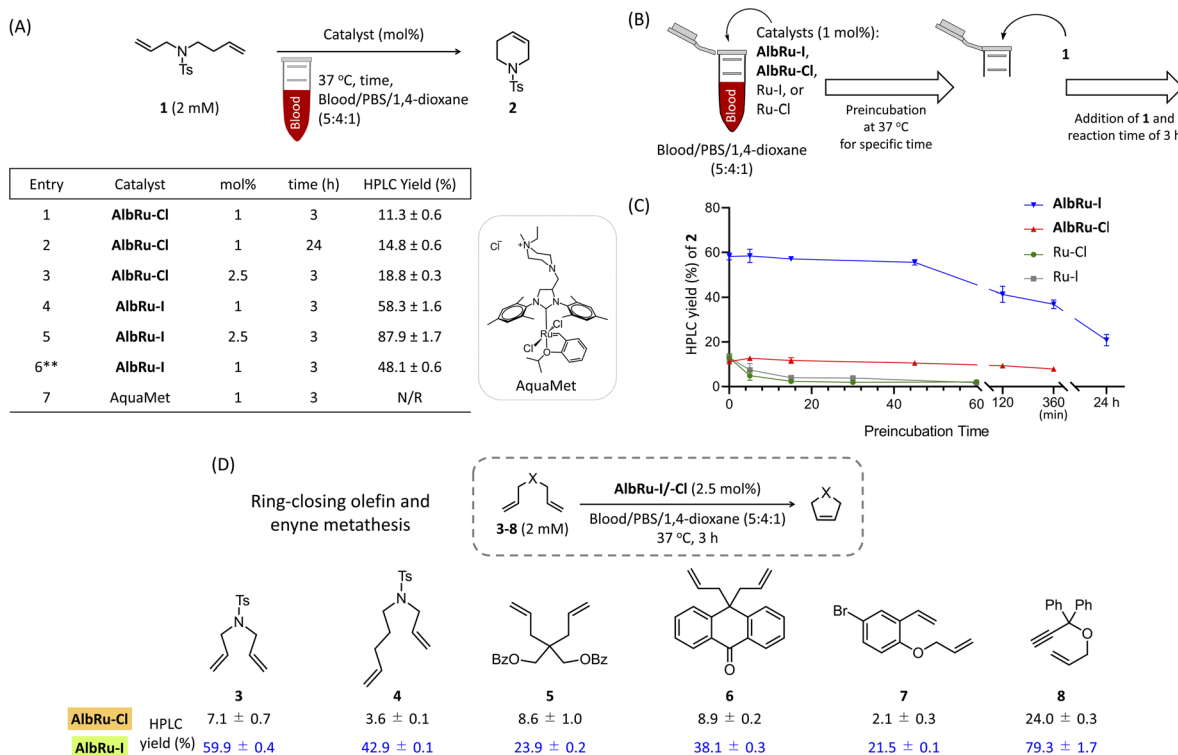 (A)
Catalyst (mol%)
N
Ts
1 (2 mM)
Blood
37 °C, time,
Blood/PBS/1,4-dioxane
(5:4:1)
N
Ts
2
Entry Catalyst mol% time (h) HPLC Yield (%)
1 AlbRu-Cl 1 3 11.3 ± 0.6
2 AlbRu-Cl 1 24 14.8 ± 0.6
3 AlbRu-Cl 2.5 3 18.8 ± 0.3
4 AlbRu-I 1 3 58.3 ± 1.6
5 AlbRu-I 2.5 3 87.9 ± 1.7
6** AlbRu-I 1 3 48.1 ± 0.6
7 AquaMet 1 3 N/R
Cl⁻
N+
N
N N
Cl
Ru
Cl
O
AquaMet
(B)
Catalysts (1 mol%):
AlbRu-I,
AlbRu-Cl,
Ru-I, or
Ru-Cl
Blood
Blood/PBS/1,4-dioxane
(5:4:1)
Preincubation
at 37 °C
for specific time
1
Addition of 1 and
reaction time of 3 h
(C)
HPLC yield (%) of 2
80
60
40
20
0
0 20 40 60 120 360 24 h
(min)
Preincubation Time
AlbRu-I
AlbRu-Cl
Ru-Cl
Ru-I
(D)
Ring-closing olefin and
enyne metathesis
X
3-8 (2 mM)
AlbRu-I/-Cl (2.5 mol%)
Blood/PBS/1,4-dioxane (5:4:1)
37 °C, 3 h
X
Ts
N
Ts
N
BzO OBz
O
Br
O
Ph Ph
O
3 4 5 6 7 8
AlbRu-Cl 7.1 ± 0.7 3.6 ± 0.1 8.6 ± 1.0 8.9 ± 0.2 2.1 ± 0.3 24.0 ± 0.3
HPLC
yield (%)
AlbRu-I 59.9 ± 0.4 42.9 ± 0.1 23.9 ± 0.2 38.1 ± 0.3 21.5 ± 0.1 79.3 ± 1.7